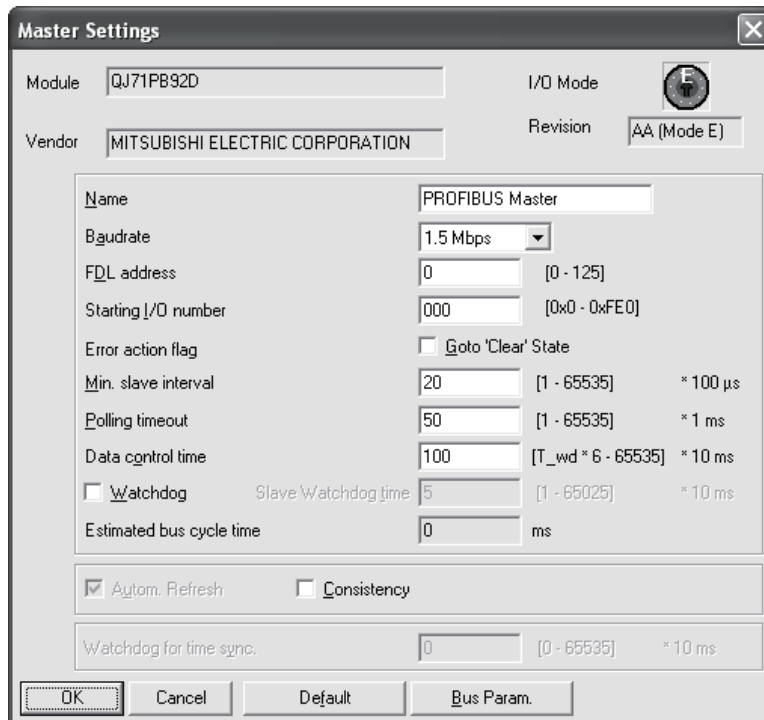 Master Settings
Module QJ71PB92D I/O Mode E
Revision AA (Mode E)
Vendor MITSUBISHI ELECTRIC CORPORATION
Name PROFIBUS Master
Baudrate 1.5 Mbps
FDL address 0 [0 - 125]
Starting I/O number 000 [0x0 - 0xFE0]
Error action flag Goto 'Clear' State
Min. slave interval 20 [1 - 65535] * 100 µs
Polling timeout 50 [1 - 65535] * 1 ms
Data control time 100 [T_wd * 6 - 65535] * 10 ms
Watchdog Slave Watchdog time 5 [1 - 65025] * 10 ms
Estimated bus cycle time 0 ms
Autom. Refresh Consistency
Watchdog for time sync. 0 [0 - 65535] * 10 ms
OK Cancel Default Bus Param.